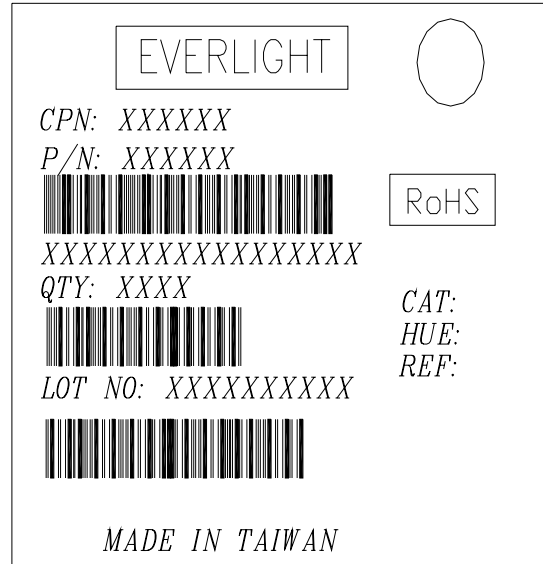 EVERLIGHT
CPN: XXXXXX
P/N: XXXXXX
RoHS
XXXXXXXXXXXXXXXXX
QTY: XXXX
CAT:
HUE:
REF:
LOT NO: XXXXXXXXXX
MADE IN TAIWAN